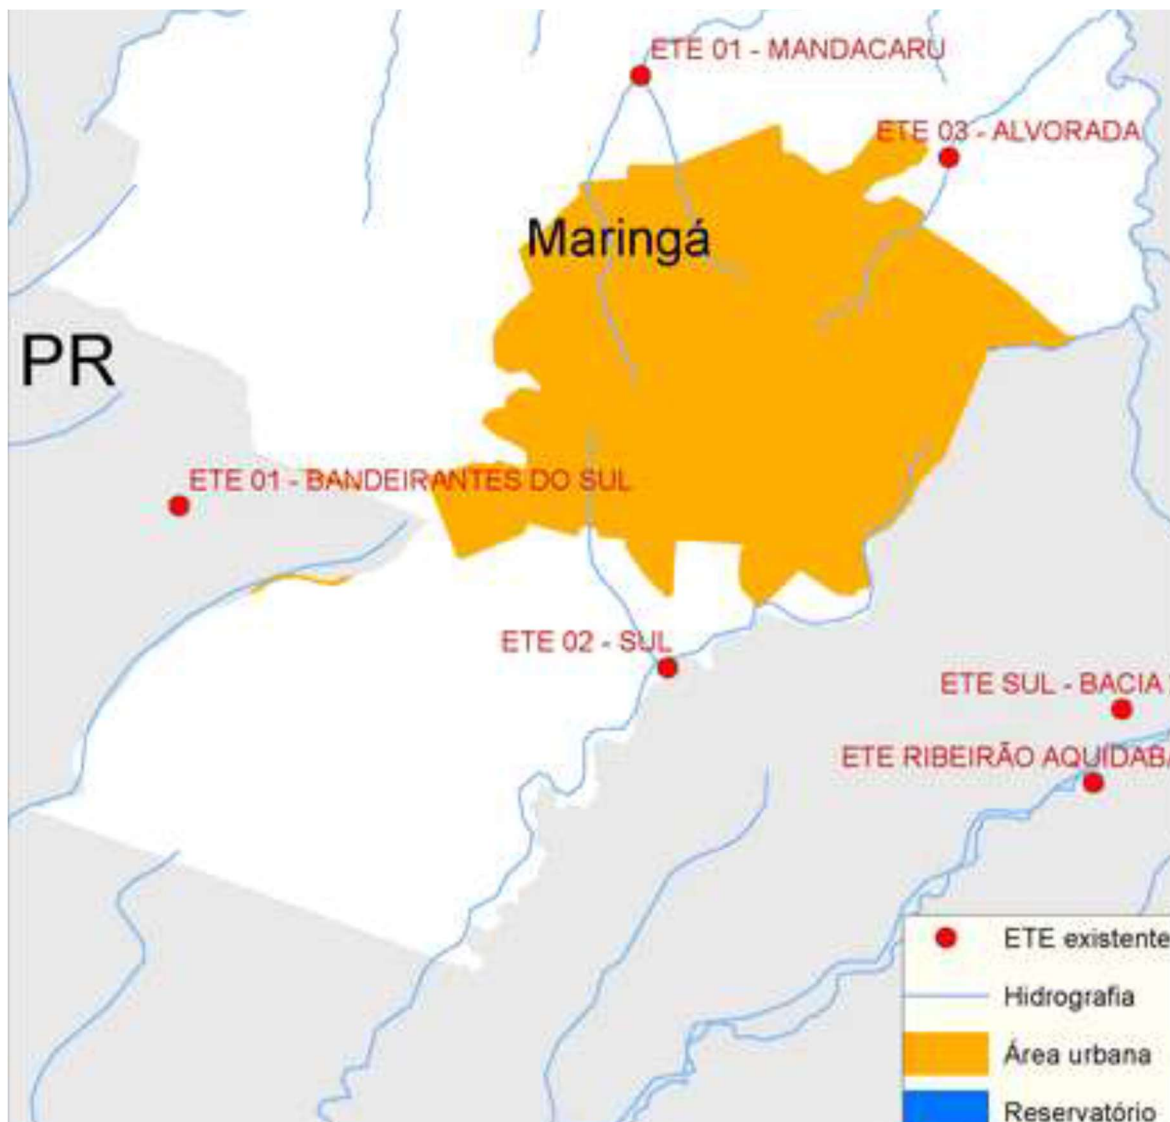 ETE 01 - MANDACARU
ETE 03 - ALVORADA
Maringá
PR
ETE 01 - BANDEIRANTES DO SUL
ETE 02 - SUL
ETE SUL - BACIA
ETE RIBEIRÃO AQUIDABA
ETE existente
Hidrografia
Área urbana
Reservatório